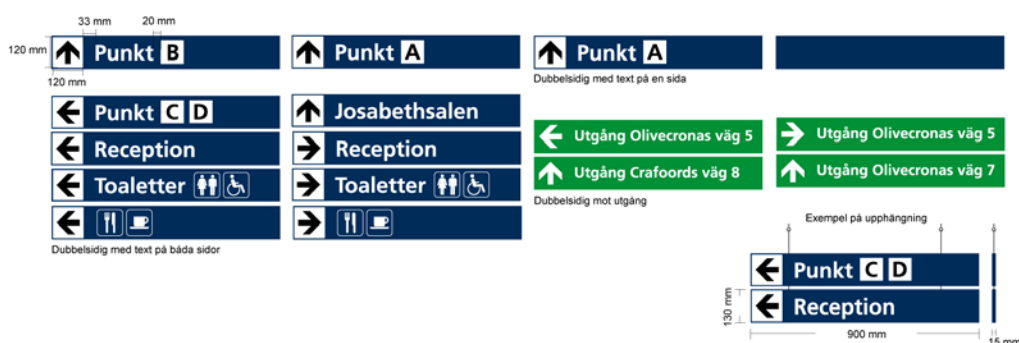 33 mm
20 mm
120 mm
Punkt B
Punkt A
Punkt A
120 mm
Dubbelsidig med text på en sida
Punkt C D
Reception
Toaletter
Dubbelsidig med text på båda sidor
Josabethsalen
Reception
Toaletter
Utgång Olivecronas väg 5
Utgång Crafoords väg 8
Dubbelsidig mot utgång
Utgång Olivecronas väg 5
Utgång Olivecronas väg 7
Exempel på upphängning
Punkt C D
Reception
130 mm
900 mm
15 mm